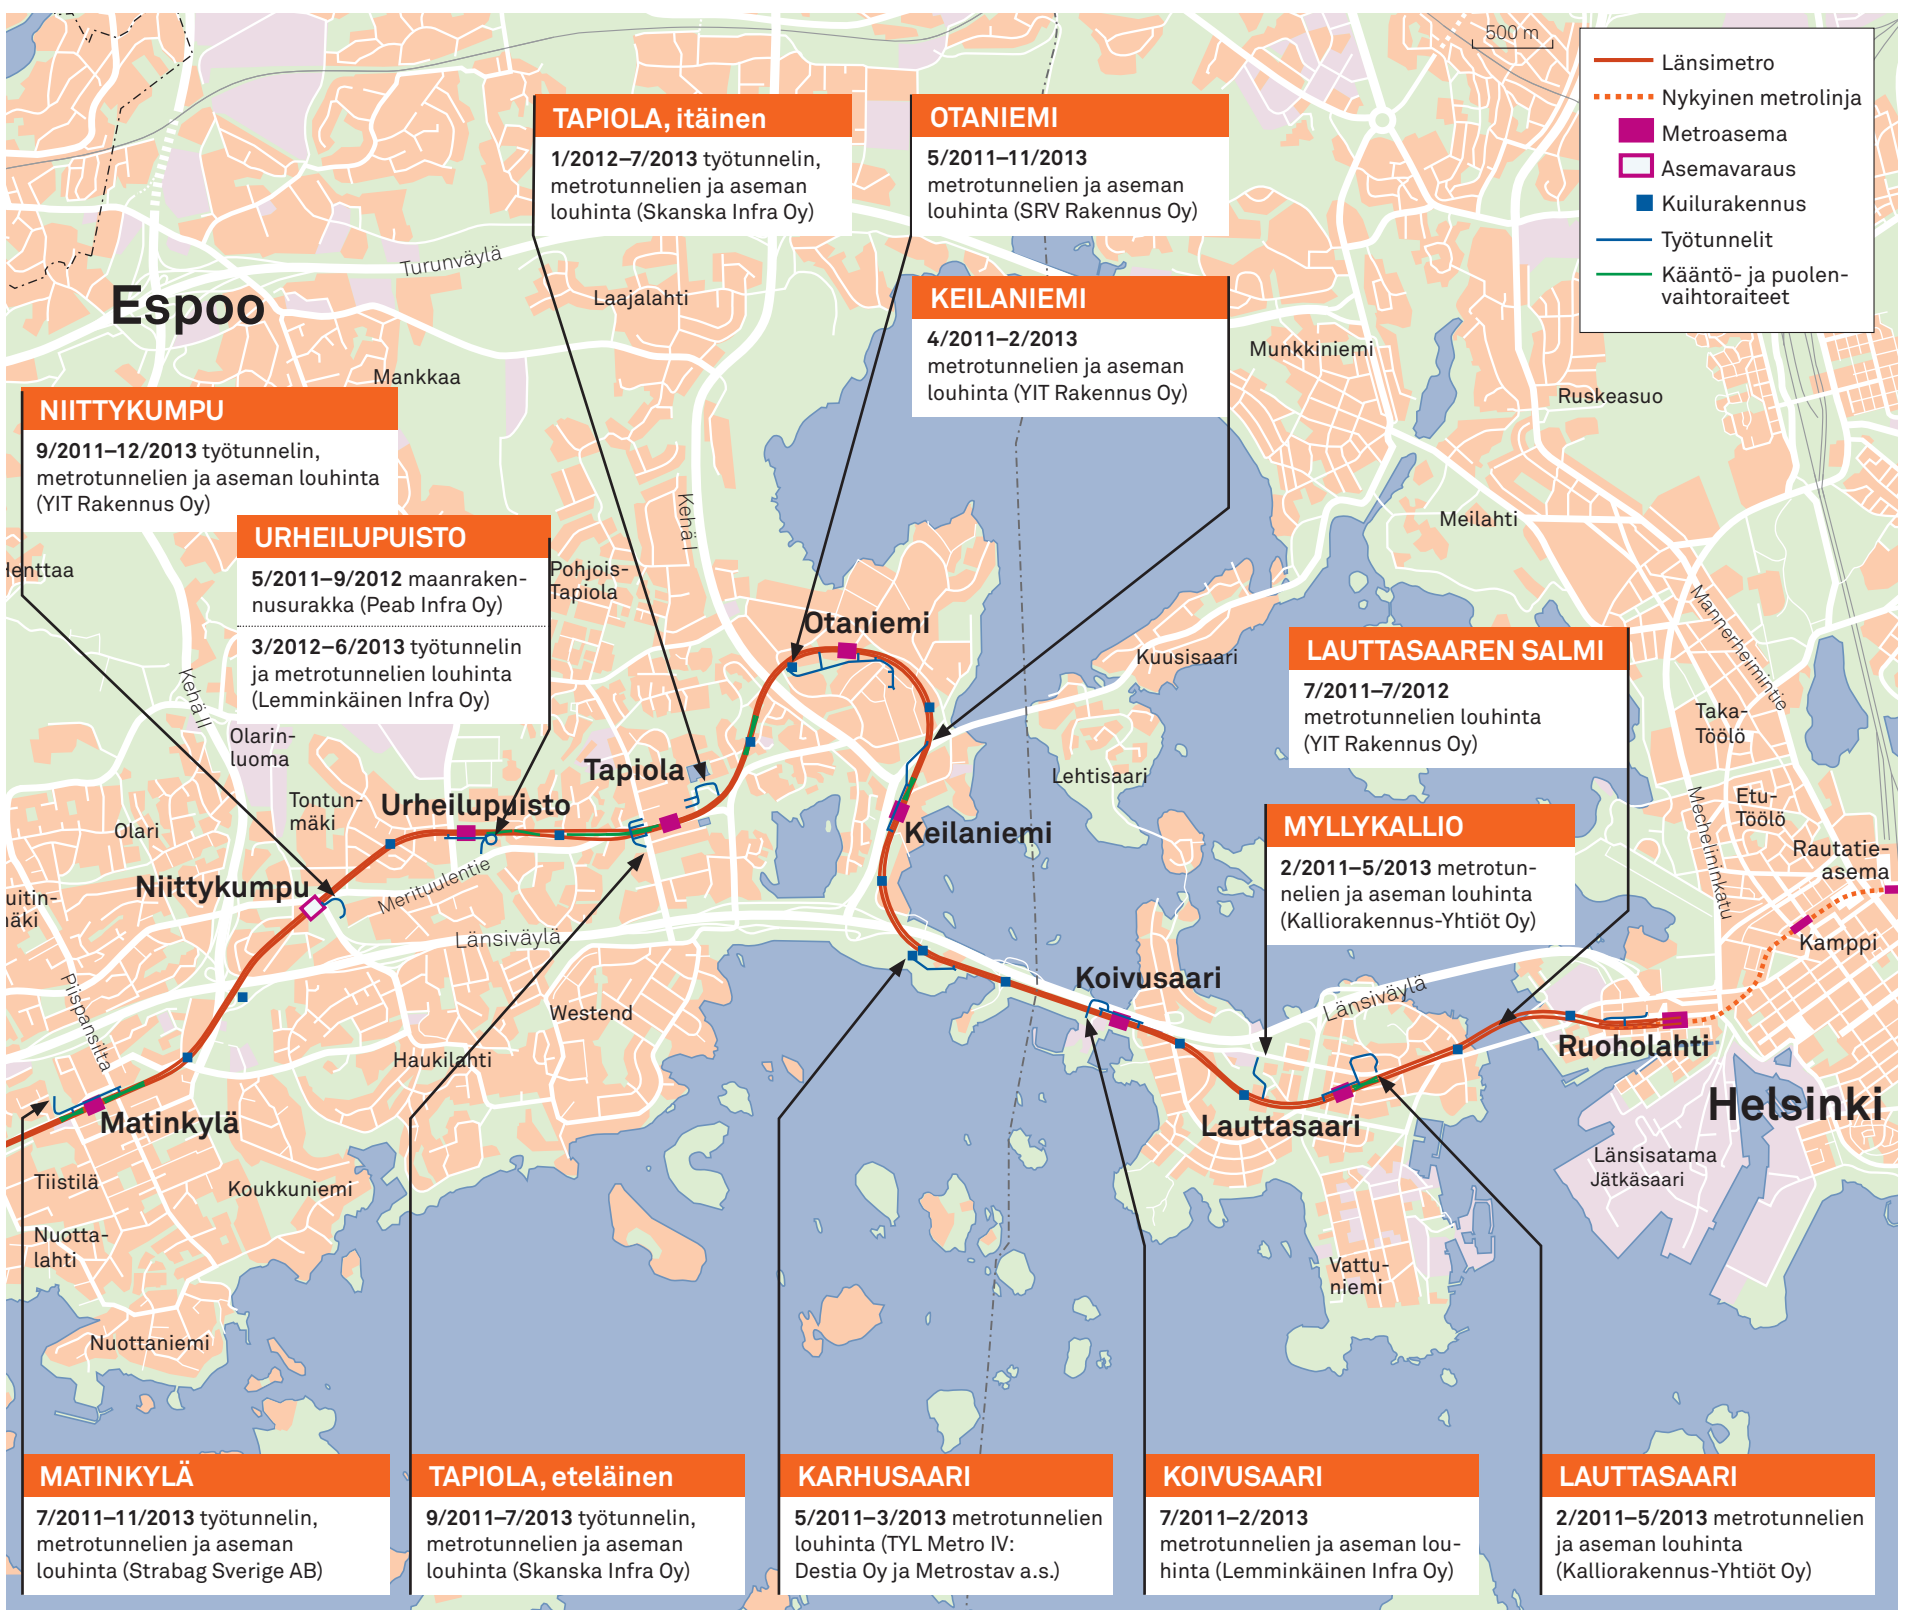 500 m
Länsimetro
Nykyinen metrolinja
Metroasema
Asemavaraus
Kuilurakennus
Työtunnelit
Kääntö- ja puolen-
vaihtoraiteet
TAPIOLA, itäinen
1/2012–7/2013 työtunnelin,
metrotunnelien ja aseman
louhinta (Skanska Infra Oy)
OTANIEMI
5/2011–11/2013
metrotunnelien ja aseman
louhinta (SRV Rakennus Oy)
KEILANIEMI
4/2011–2/2013
metrotunnelien ja aseman
louhinta (YIT Rakennus Oy)
Turunväylä
Espoo
Laajalahti
Mankkaa
Munkkiniemi
Ruskeasuo
NIITTYKUMPU
9/2011–12/2013 työtunnelin,
metrotunnelien ja aseman louhinta
(YIT Rakennus Oy)
URHEILUPUISTO
5/2011–9/2012 maanraken-
nusurakka (Peab Infra Oy)
3/2012–6/2013 työtunnelin
ja metrotunnelien louhinta
(Lemminkäinen Infra Oy)
Kehä I
Meilahti
Henttaa
Pohjois-
Tapiola
Otaniemi
Kuusisaari
Mannerheimintie
LAUTTASAAREN SALMI
7/2011–7/2012
metrotunnelien louhinta
(YIT Rakennus Oy)
Kehä II
Olarin-
luoma
Taka-
Töölö
Tapiola
Lehtisaari
Tontun-
mäki
Urheilupuisto
Olari
Keilaniemi
Etu-
Töölö
Mechelininkatu
MYLLYKALLIO
2/2011–5/2013 metrotun-
nelien ja aseman louhinta
(Kalliorakennus-Yhtiöt Oy)
Rautatie-
asema
Niittykumpu
Merituulentie
uitin-
äki
Länsiväylä
Kamppi
Piispansilta
Westend
Koivusaari
Länsiväylä
Haukilahti
Ruoholahti
Matinkylä
Lauttasaari
Helsinki
Tiistilä
Koukkuniemi
Länsisatama
Jätkäsaari
Nuotta-
lahti
Vattu-
niemi
Nuottaniemi
MATINKYLÄ
7/2011–11/2013 työtunnelin,
metrotunnelien ja aseman
louhinta (Strabag Sverige AB)
TAPIOLA, eteläinen
9/2011–7/2013 työtunnelin,
metrotunnelien ja aseman
louhinta (Skanska Infra Oy)
KARHUSAARI
5/2011–3/2013 metrotunnelien
louhinta (TYL Metro IV:
Destia Oy ja Metrostav a.s.)
KOIVUSAARI
7/2011–2/2013
metrotunnelien ja aseman lou-
hinta (Lemminkäinen Infra Oy)
LAUTTASAARI
2/2011–5/2013 metrotunnelien
ja aseman louhinta
(Kalliorakennus-Yhtiöt Oy)